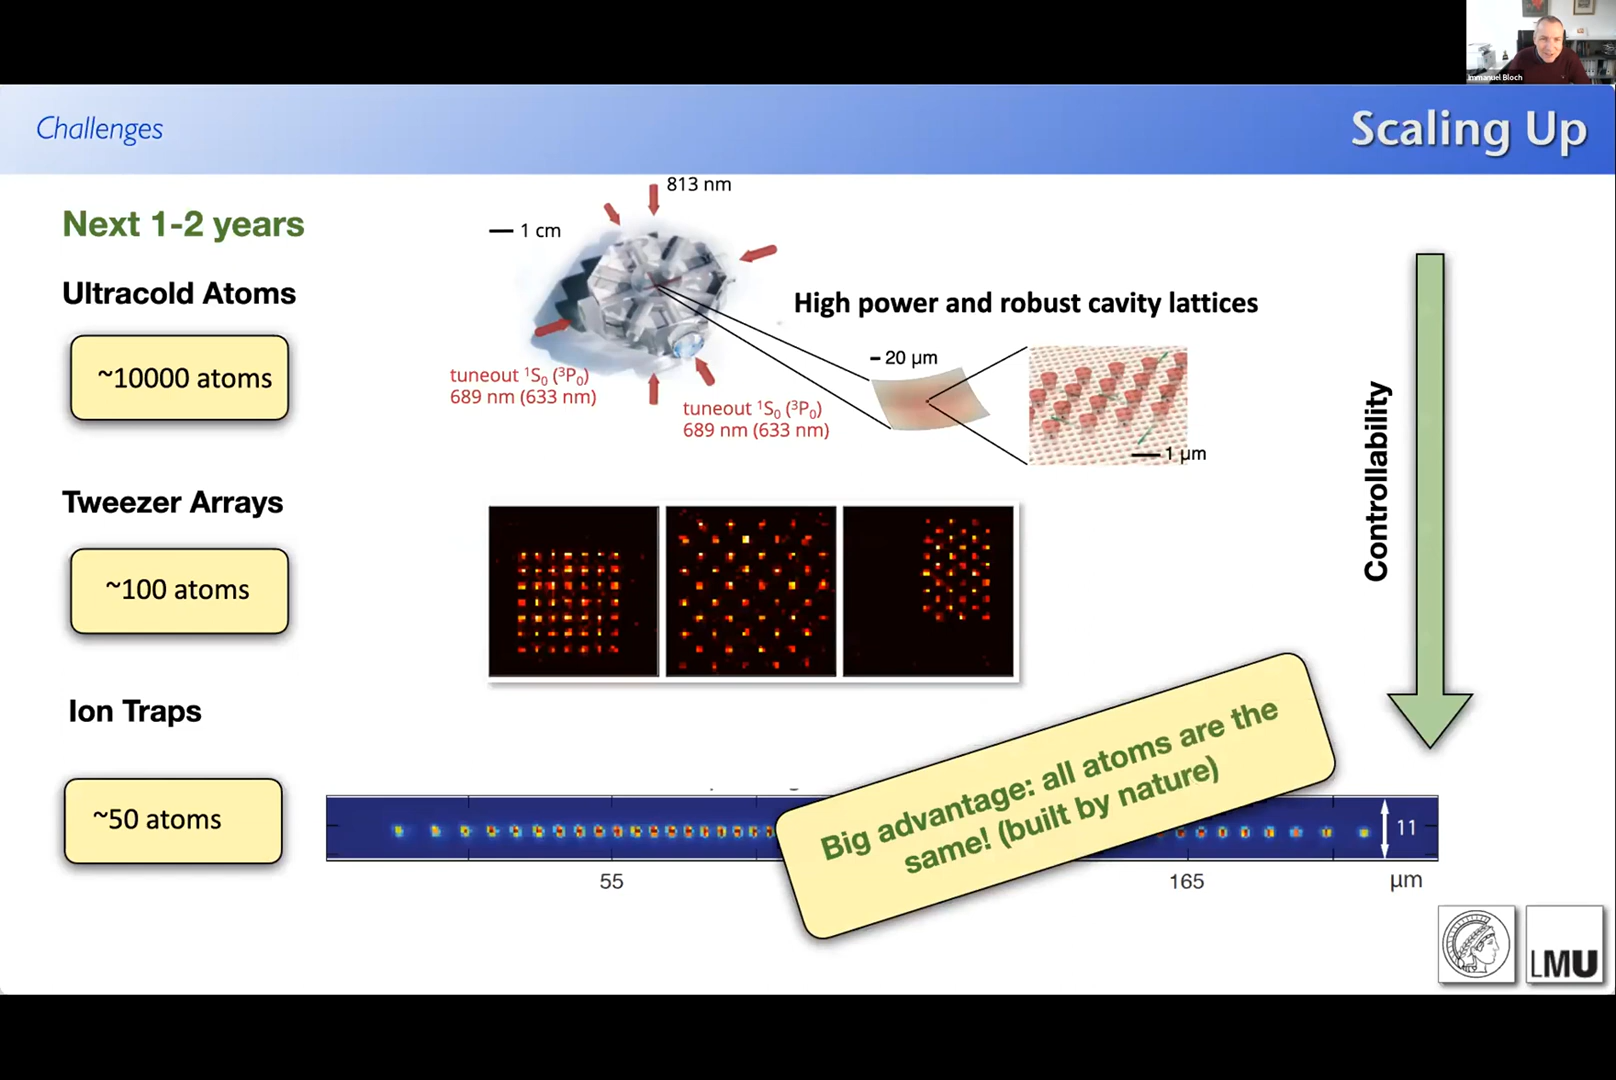 Immanuel Bloch
Challenges
Scaling Up
Next 1-2 years
Ultracold Atoms
~10000 atoms
813 nm
1 cm
High power and robust cavity lattices
20 µm
tuneout ¹S₀ (³P₀)
689 nm (633 nm)
tuneout ¹S₀ (³P₀)
689 nm (633 nm)
1 µm
Controllability
Tweezer Arrays
~100 atoms
Ion Traps
~50 atoms
Big advantage: all atoms are the
same! (built by nature)
11
55
165
µm
LMU